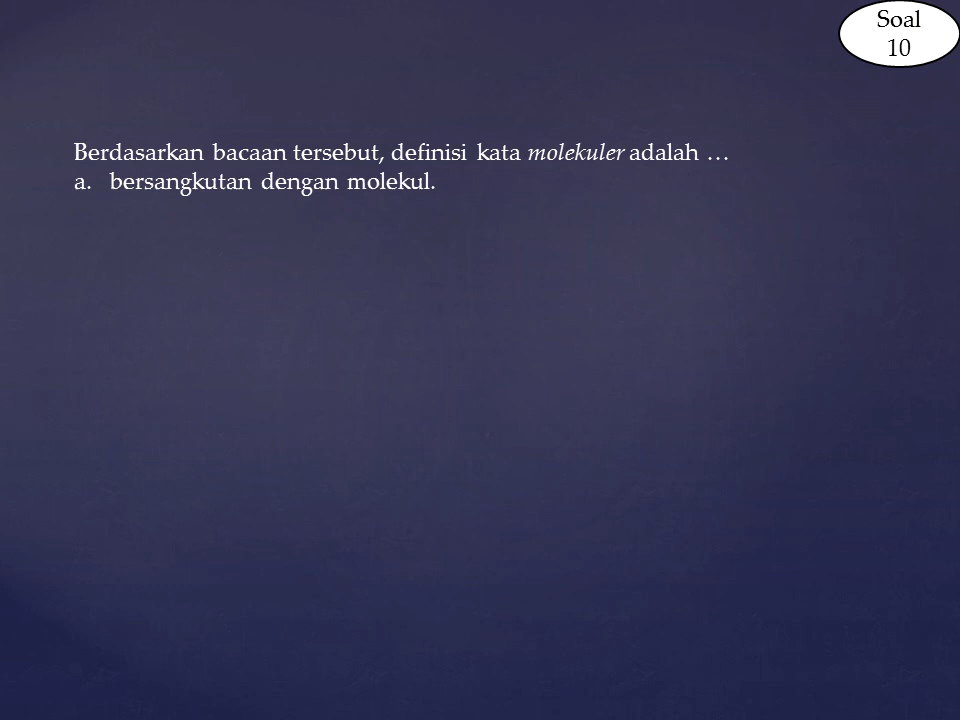 Soal
10
Berdasarkan bacaan tersebut, definisi kata molekuler adalah …
a. bersangkutan dengan molekul.